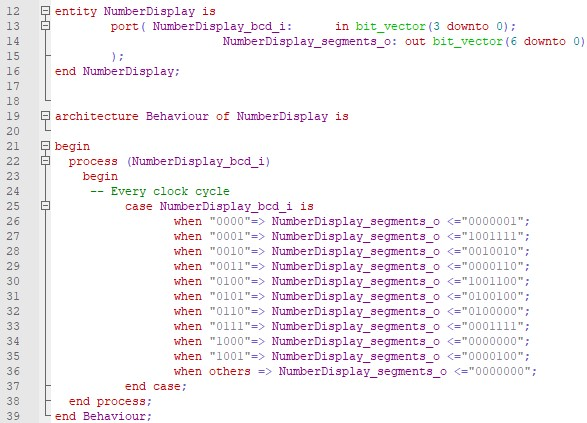 12 entity NumberDisplay is
13 port( NumberDisplay_bcd_i: in bit_vector(3 downto 0);
14 NumberDisplay_segments_o: out bit_vector(6 downto 0)
15 );
16 end NumberDisplay;
17
18
19 architecture Behaviour of NumberDisplay is
20
21 begin
22 process (NumberDisplay_bcd_i)
23 begin
24 -- Every clock cycle
25 case NumberDisplay_bcd_i is
26 when "0000"=> NumberDisplay_segments_o <="0000001";
27 when "0001"=> NumberDisplay_segments_o <="1001111";
28 when "0010"=> NumberDisplay_segments_o <="0010010";
29 when "0011"=> NumberDisplay_segments_o <="0000110";
30 when "0100"=> NumberDisplay_segments_o <="1001100";
31 when "0101"=> NumberDisplay_segments_o <="0100100";
32 when "0110"=> NumberDisplay_segments_o <="0100000";
33 when "0111"=> NumberDisplay_segments_o <="0001111";
34 when "1000"=> NumberDisplay_segments_o <="0000000";
35 when "1001"=> NumberDisplay_segments_o <="0000100";
36 when others => NumberDisplay_segments_o <="0000000";
37 end case;
38 end process;
39 end Behaviour;